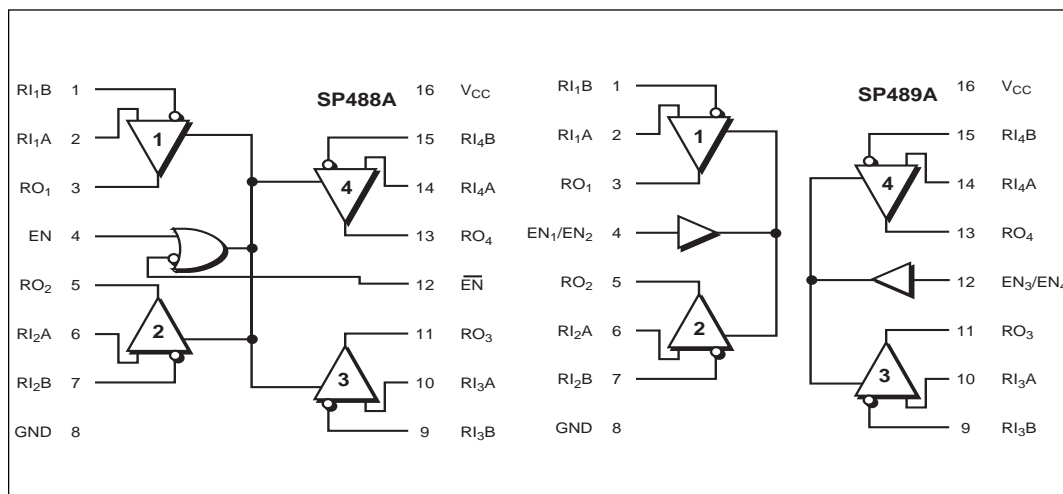 SP488A
RI₁B 1
RI₁A 2
RO₁ 3
EN 4
RO₂ 5
RI₂A 6
RI₂B 7
GND 8
16 V_CC
15 RI₄B
14 RI₄A
13 RO₄
12 E̅N̅
11 RO₃
10 RI₃A
9 RI₃B
1
2
4
3
SP489A
RI₁B 1
RI₁A 2
RO₁ 3
EN₁/EN₂ 4
RO₂ 5
RI₂A 6
RI₂B 7
GND 8
16 V_CC
15 RI₄B
14 RI₄A
13 RO₄
12 EN₃/EN₄
11 RO₃
10 RI₃A
9 RI₃B
1
2
4
3